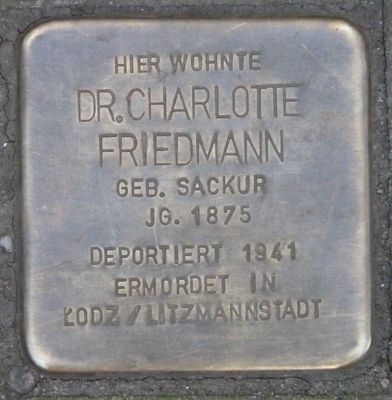 HIER WOHNTE
DR. CHARLOTTE
FRIEDMANN
GEB. SACKUR
JG. 1875
DEPORTIERT 1941
ERMORDET IN
ŁODZ / LITZMANNSTADT